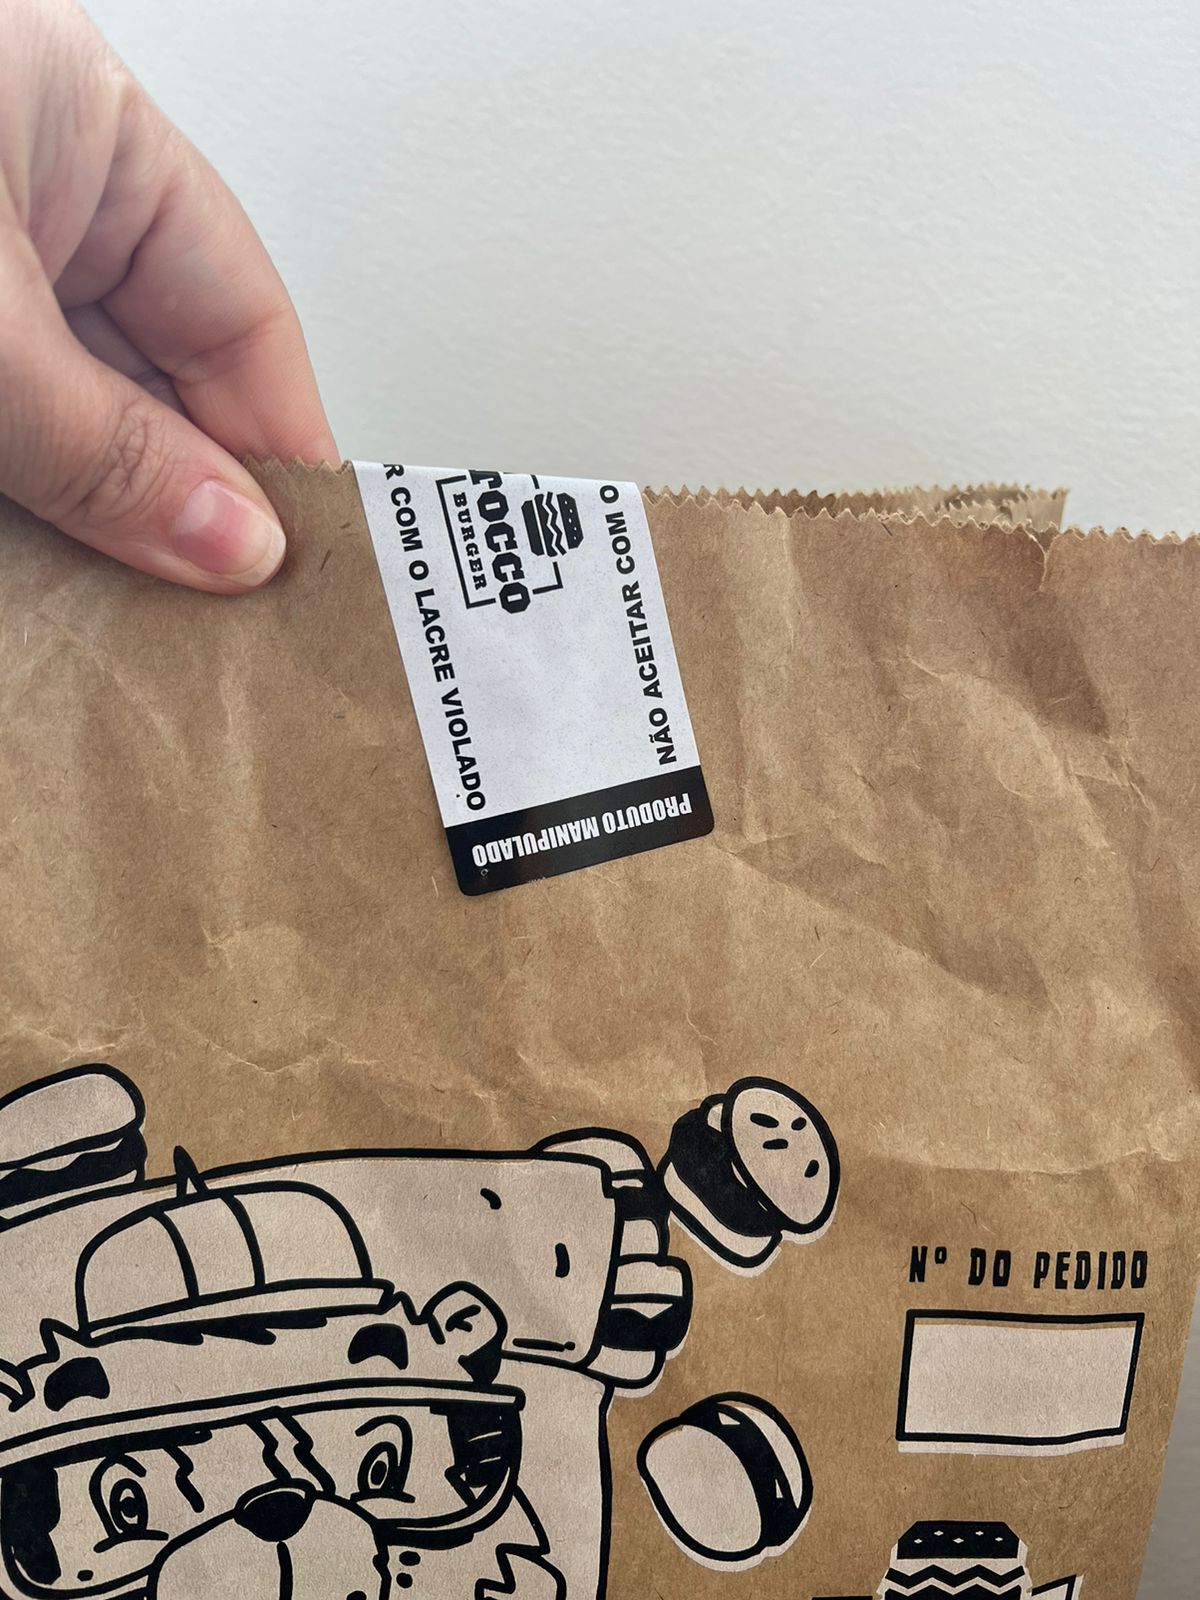 R COM O LACRE VIOLADO
TOCCO
BURGER
NÃO ACEITAR COM O
PRODUTO MANIPULADO
Nº DO PEDIDO